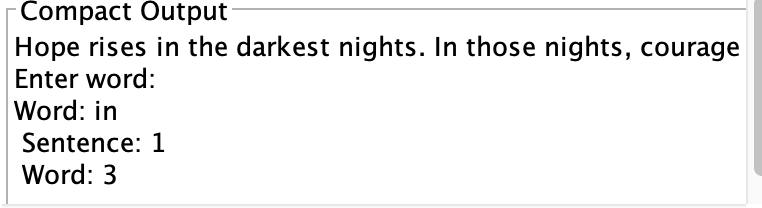 Compact Output
Hope rises in the darkest nights. In those nights, courage
Enter word:
Word: in
Sentence: 1
Word: 3